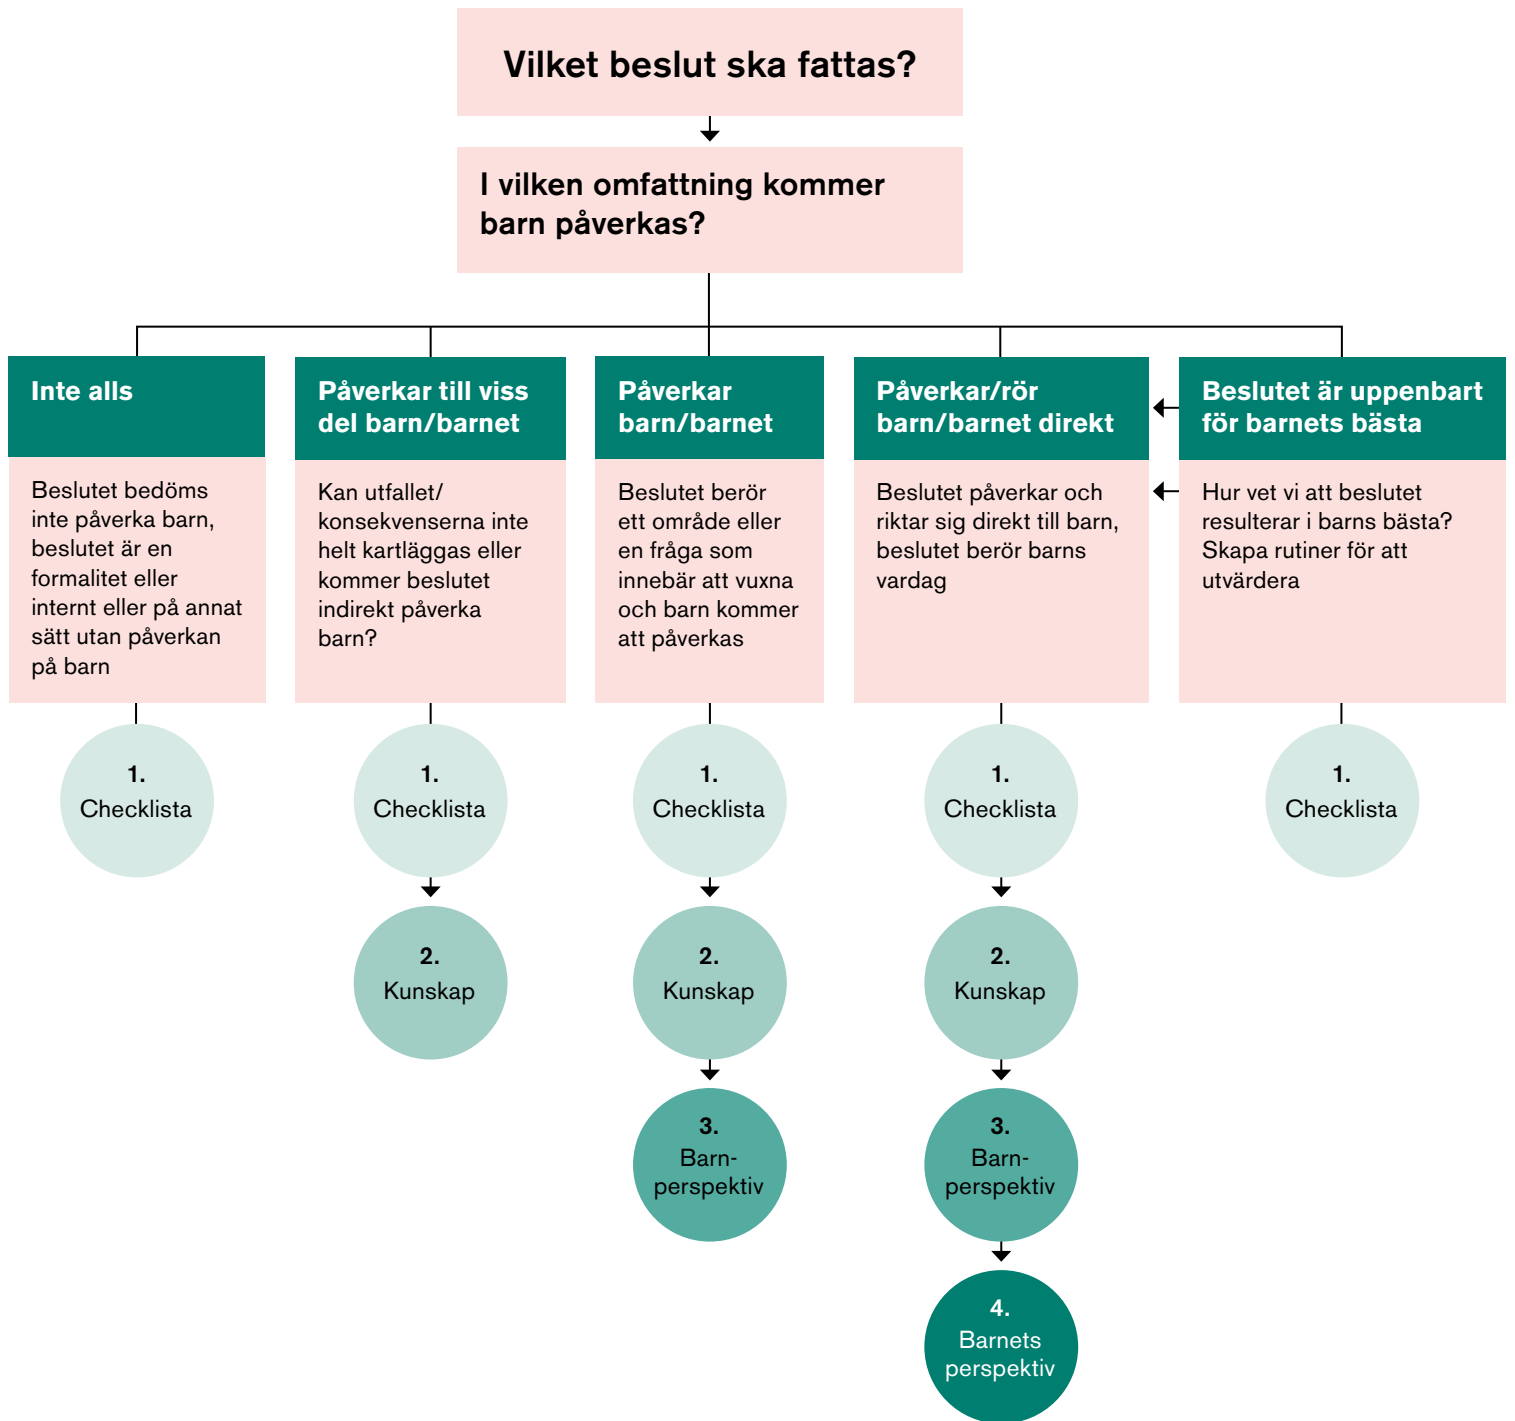 Vilket beslut ska fattas?
I vilken omfattning kommer
barn påverkas?
Inte alls
Beslutet bedöms
inte påverka barn,
beslutet är en
formalitet eller
internt eller på annat
sätt utan påverkan
på barn
1.
Checklista
Påverkar till viss
del barn/barnet
Kan utfallet/
konsekvenserna inte
helt kartläggas eller
kommer beslutet
indirekt påverka
barn?
1.
Checklista
2.
Kunskap
Påverkar
barn/barnet
Beslutet berör
ett område eller
en fråga som
innebär att vuxna
och barn kommer
att påverkas
1.
Checklista
2.
Kunskap
3.
Barn-
perspektiv
Påverkar/rör
barn/barnet direkt
Beslutet påverkar och
riktar sig direkt till barn,
beslutet berör barns
vardag
1.
Checklista
2.
Kunskap
3.
Barn-
perspektiv
4.
Barnets
perspektiv
Beslutet är uppenbart
för barnets bästa
Hur vet vi att beslutet
resulterar i barns bästa?
Skapa rutiner för att
utvärdera
1.
Checklista